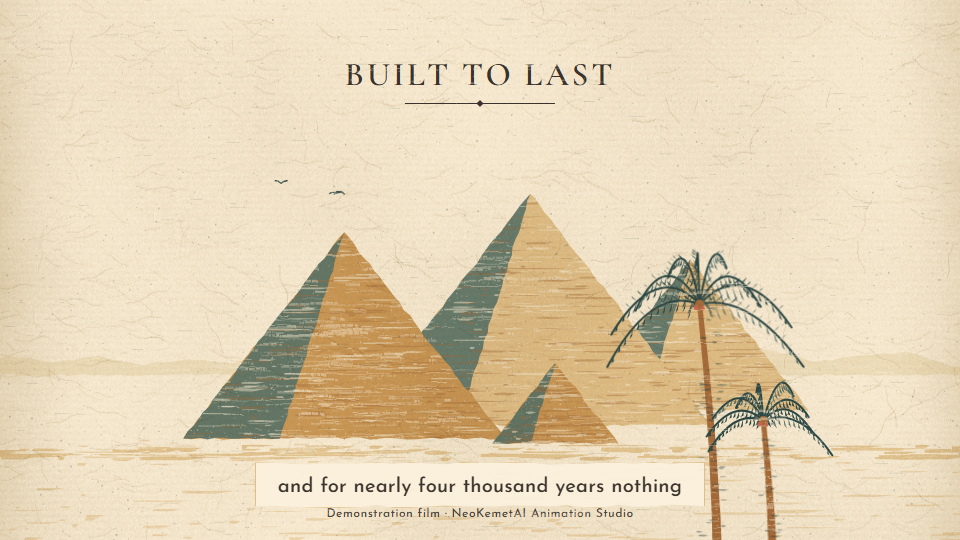 BUILT TO LAST
and for nearly four thousand years nothing
Demonstration film · NeoKemetAI Animation Studio